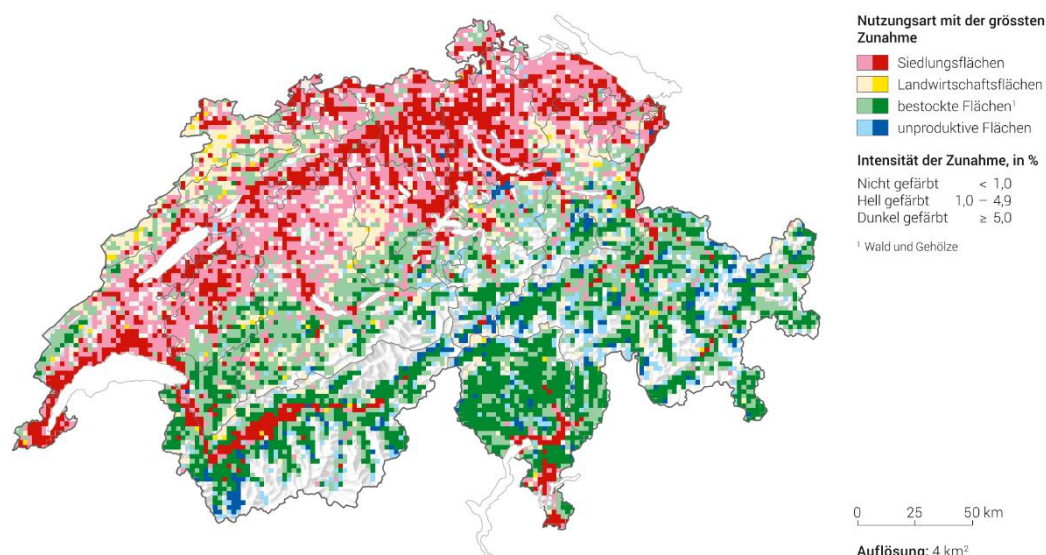 Nutzungsart mit der grössten
Zunahme
Siedlungsflächen
Landwirtschaftsflächen
bestockte Flächen¹
unproduktive Flächen
Intensität der Zunahme, in %
Nicht gefärbt < 1,0
Hell gefärbt 1,0 – 4,9
Dunkel gefärbt ≥ 5,0
¹ Wald und Gehölze
0 25 50 km
Auflösung: 4 km²